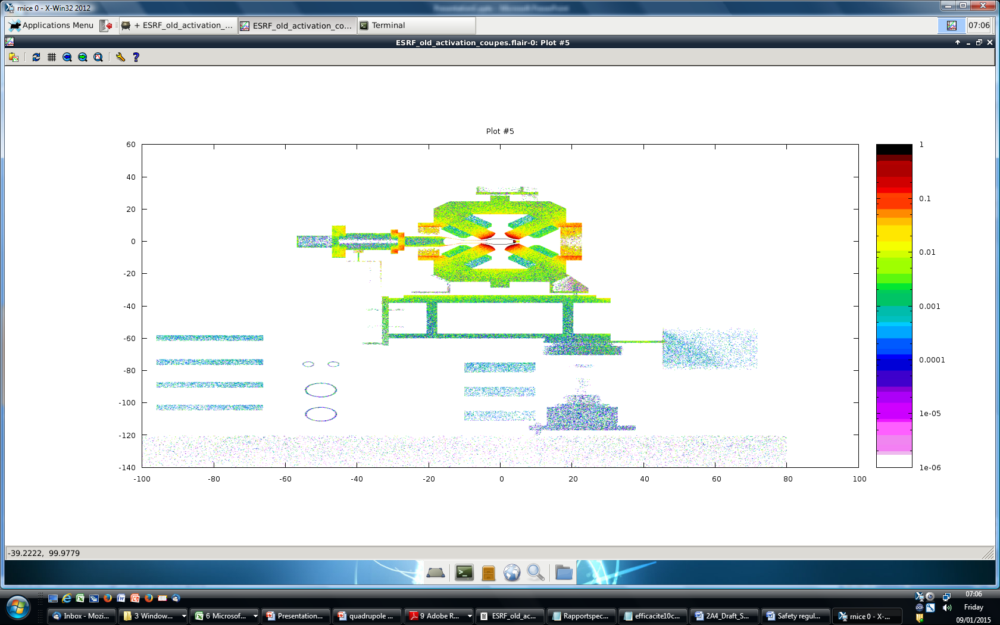 rnice 0 - X-Win32 2012
Applications Menu
+ ESRF_old_activation_...
ESRF_old_activation_co...
Terminal
07:06
ESRF_old_activation_coupes.flair-0: Plot #5
Plot #5
60
40
20
0
-20
-40
-60
-80
-100
-120
-140
-100
-80
-60
-40
-20
0
20
40
60
80
100
1
0.1
0.01
0.001
0.0001
1e-05
1e-06
-39.2222, 99.9779
Inbox - Mozi...
3 Window...
6 Microsof...
Presentation...
quadrupole ...
9 Adobe R...
ESRF_old_ac...
Rapportspec...
efficacite10c...
2A4_Draft_S...
Safety regul...
rnice 0 - X-...
07:06
Friday
09/01/2015